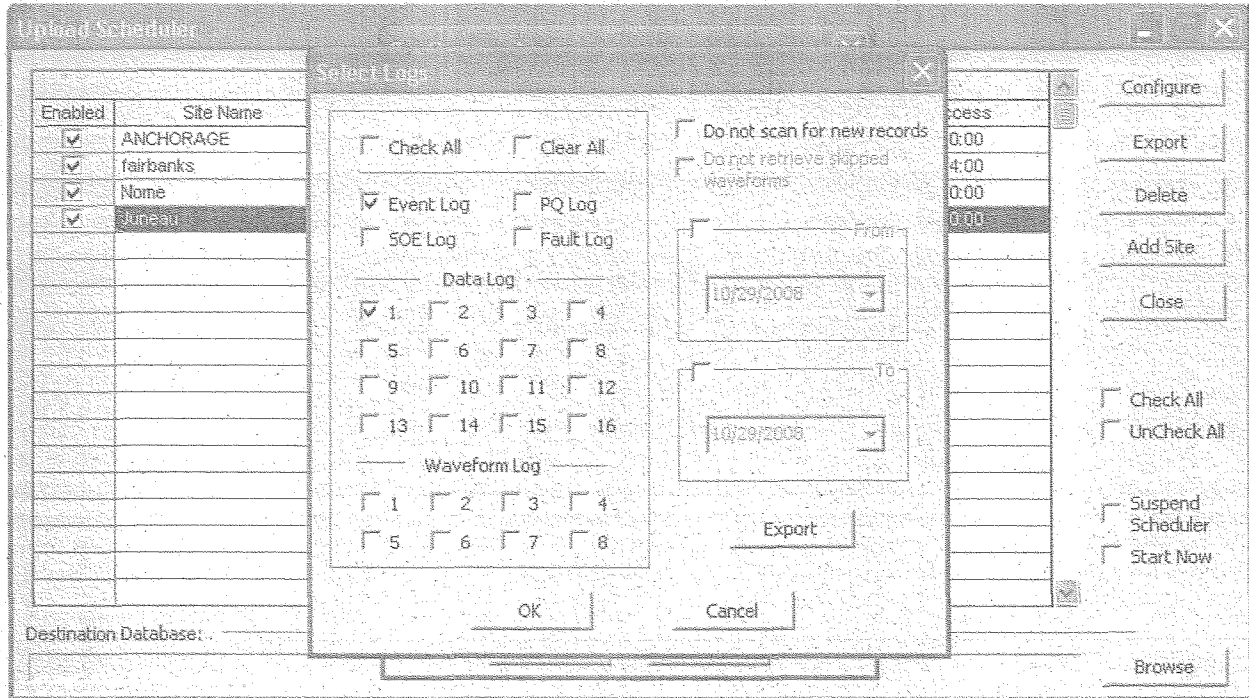 Upload Scheduler
Select Logs
Configure
Export
Delete
Add Site
Close
Check All
UnCheck All
Suspend
Scheduler
Start Now
Browse
Enabled
Site Name
cess
ANCHORAGE
0:00
fairbanks
4:00
Nome
0:00
Juneau
0:00
Check All
Clear All
Event Log
PQ Log
SOE Log
Fault Log
Data Log
1 2 3 4
5 6 7 8
9 10 11 12
13 14 15 16
Waveform Log
1 2 3 4
5 6 7 8
Do not scan for new records
Do not retrieve skipped
waveforms
From
10/29/2008
To
10/29/2008
Export
OK
Cancel
Destination Database: